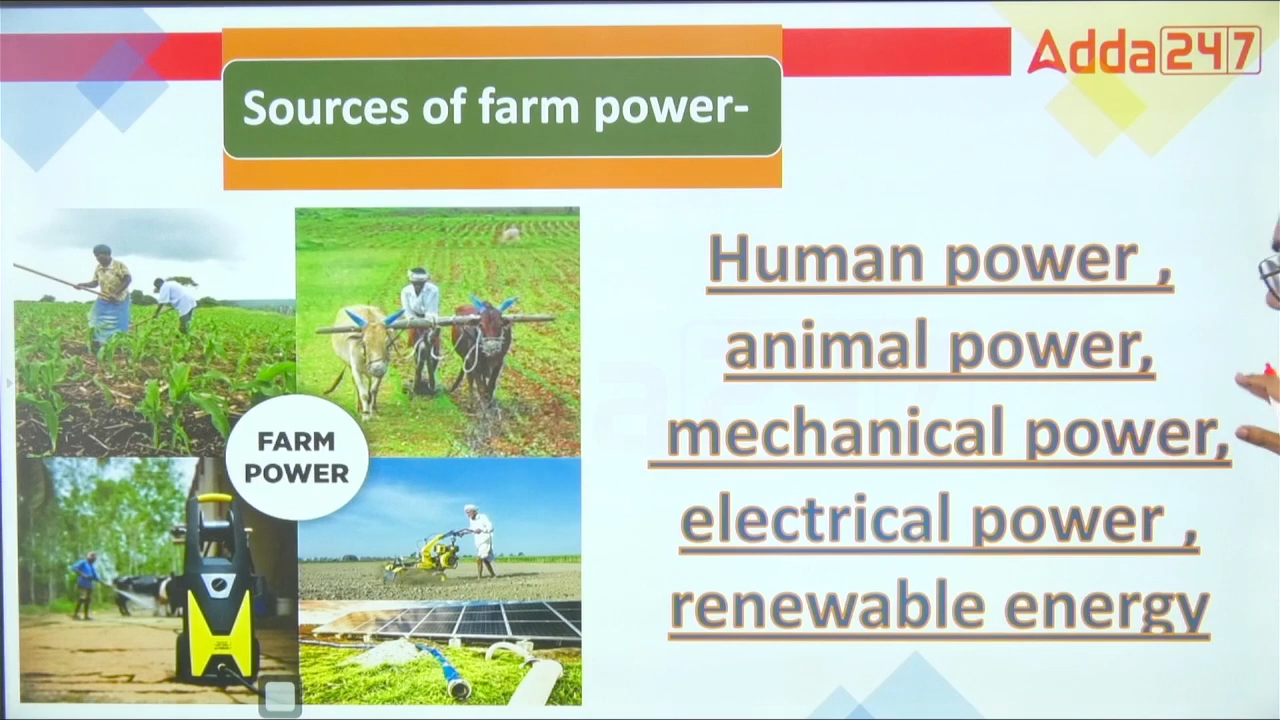 Adda247
Sources of farm power-
Human power ,
animal power,
mechanical power,
electrical power ,
renewable energy
FARM
POWER